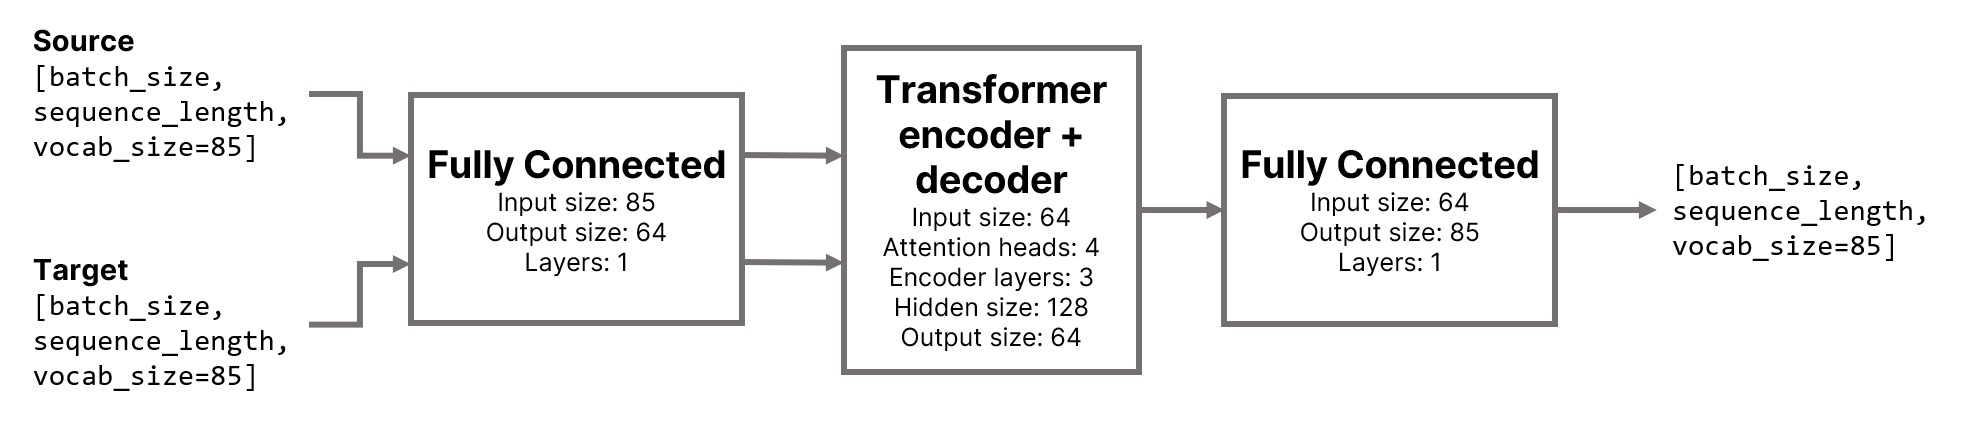 Source
[batch_size,
sequence_length,
vocab_size=85]
Target
[batch_size,
sequence_length,
vocab_size=85]
Fully Connected
Input size: 85
Output size: 64
Layers: 1
Transformer
encoder +
decoder
Input size: 64
Attention heads: 4
Encoder layers: 3
Hidden size: 128
Output size: 64
Fully Connected
Input size: 64
Output size: 85
Layers: 1
[batch_size,
sequence_length,
vocab_size=85]